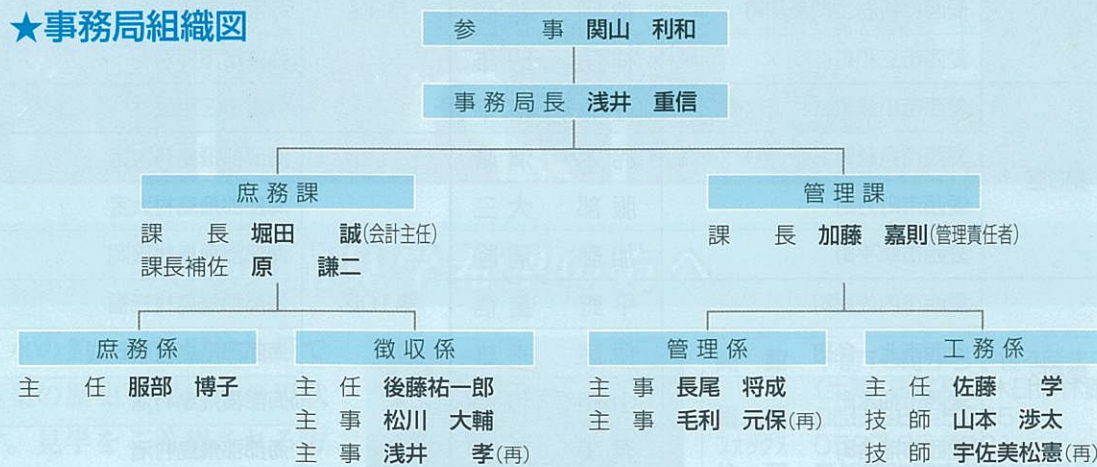 ★事務局組織図
参　　事 関山　利和
事務局長 浅井　重信
庶務課
課　　長 堀田　　誠(会計主任)
課長補佐 原　　謙二
管理課
課　　長 加藤　嘉則(管理責任者)
庶務係
主　　任 服部　博子
徴収係
主　任 後藤祐一郎
主　事 松川　大輔
主　事 浅井　　孝(再)
管理係
主　事 長尾　将成
主　事 毛利　元保(再)
工務係
主　任 佐藤　　学
技　師 山本　渉太
技　師 宇佐美松憲(再)